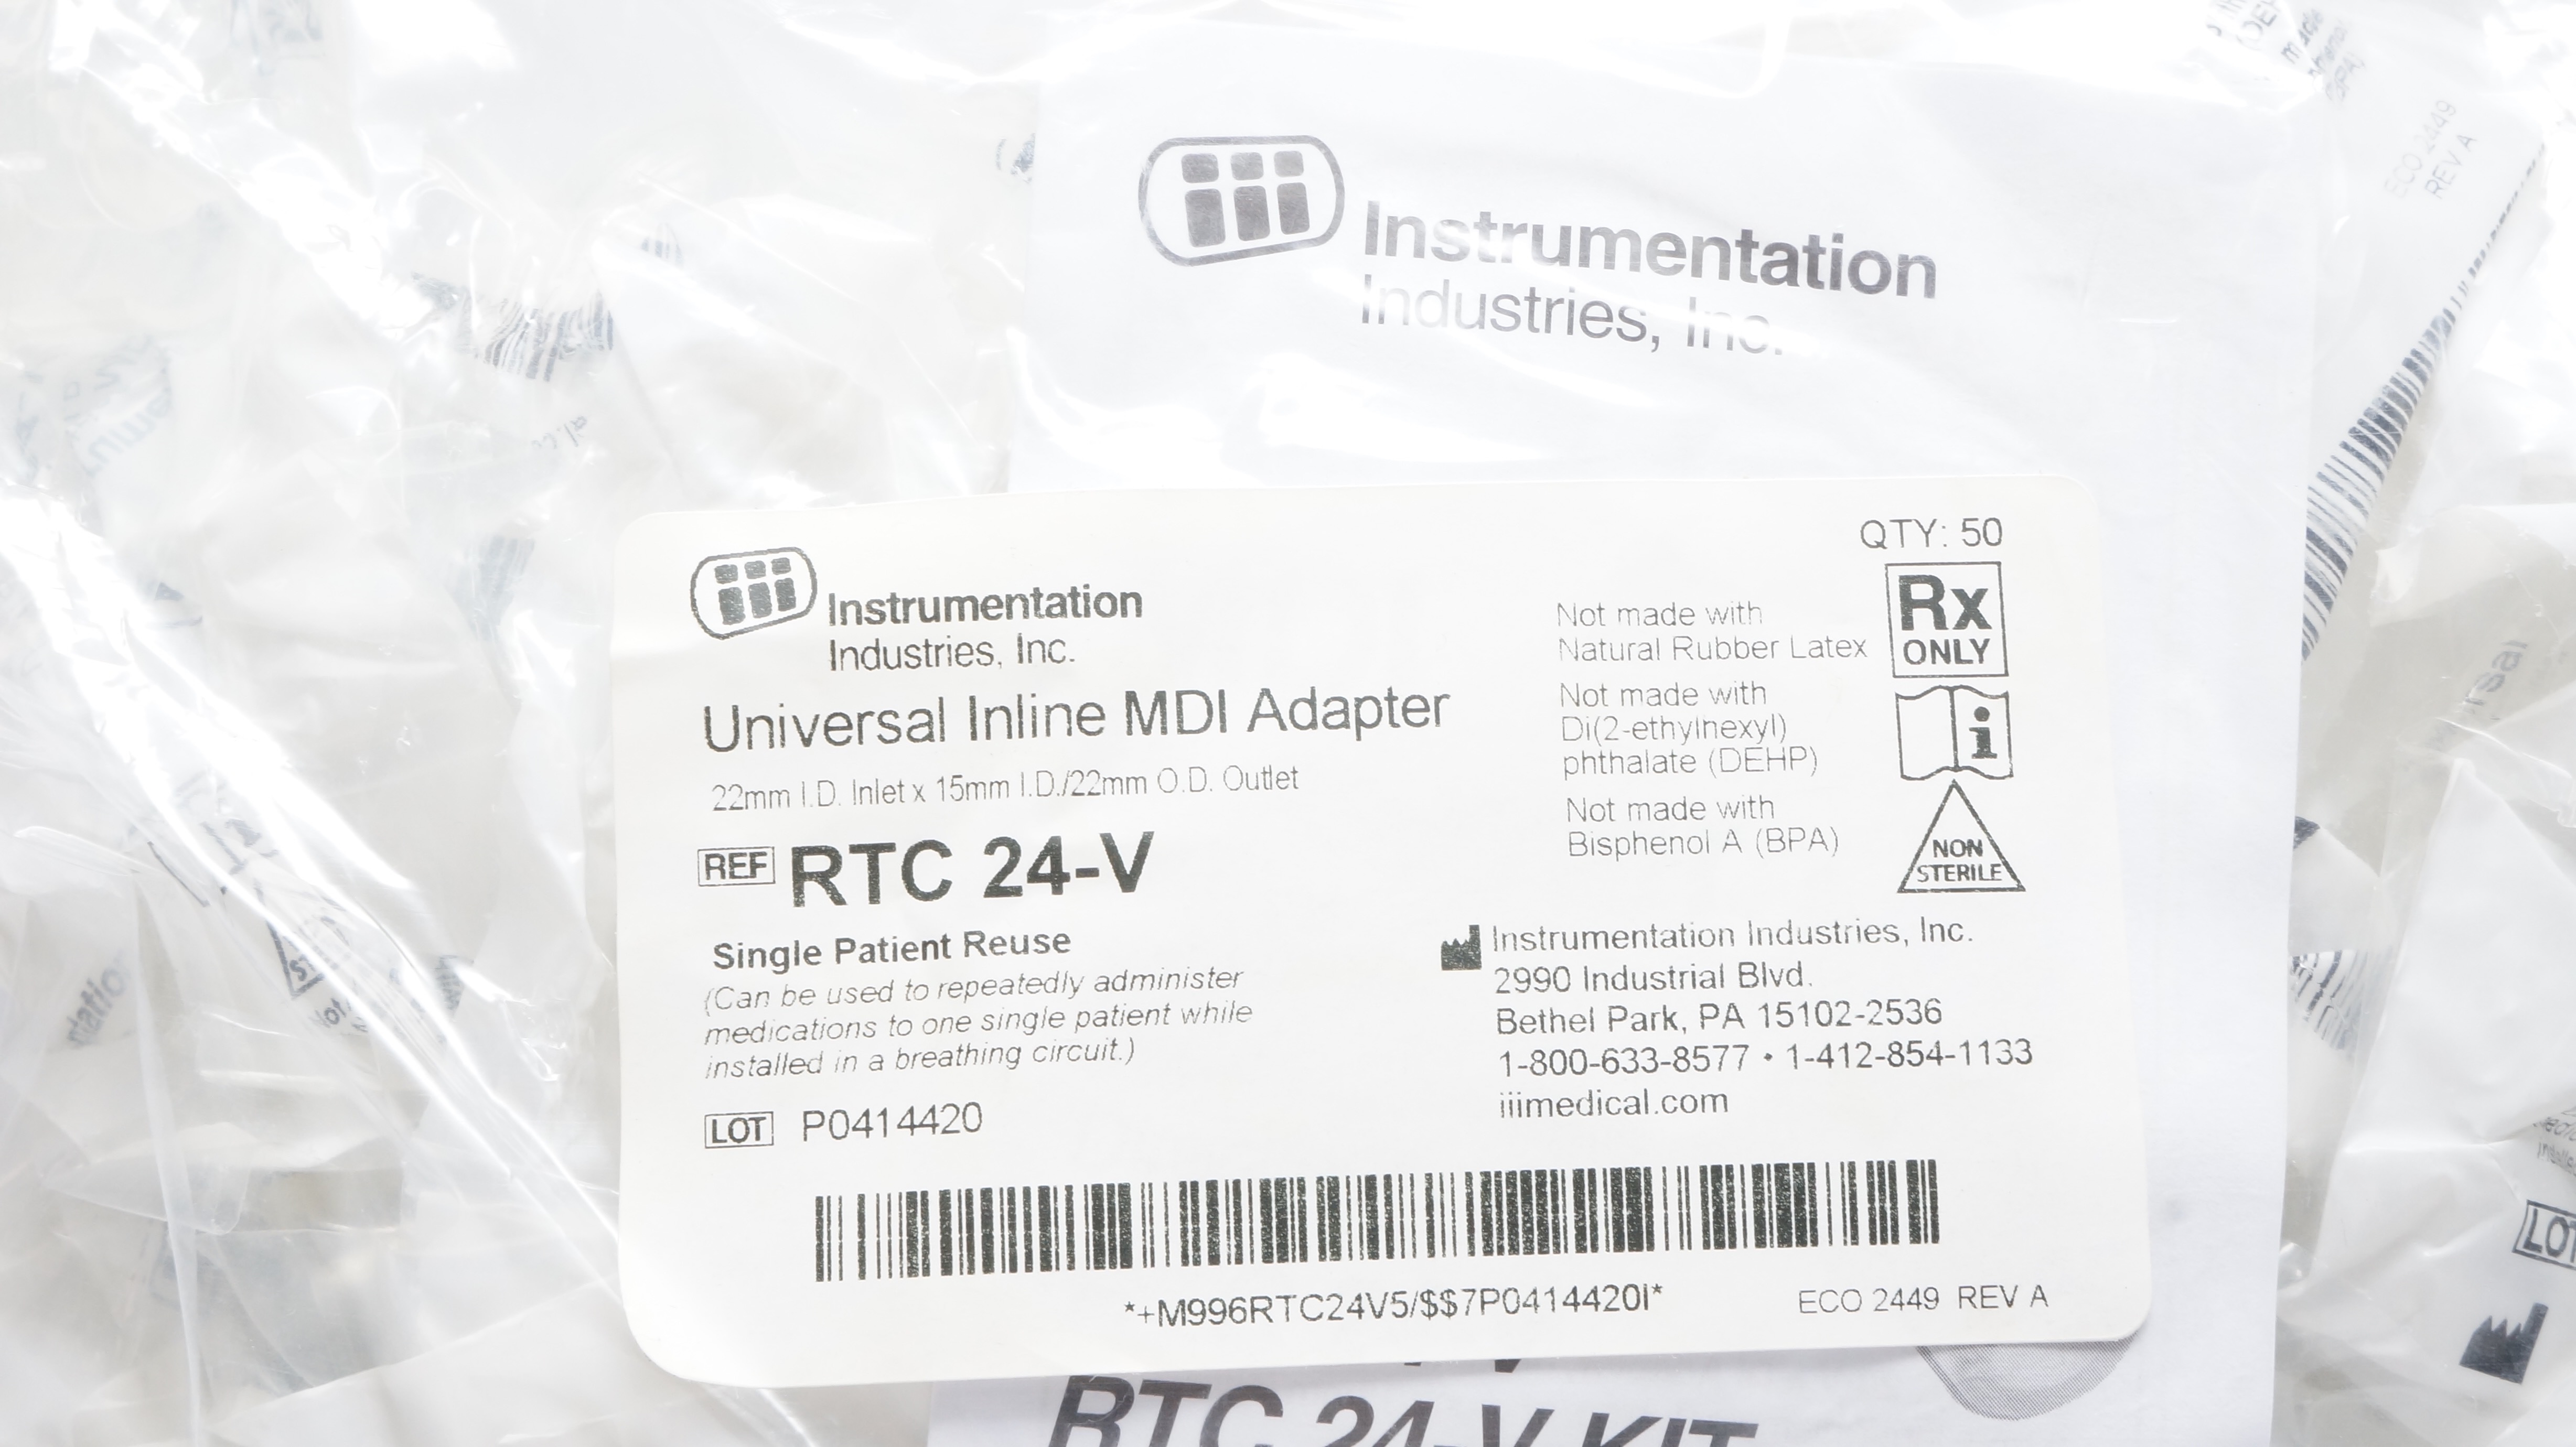 Instrumentation
Industries, Inc.
ECO 2449
REV A
QTY: 50
Instrumentation
Industries, Inc.
Universal Inline MDI Adapter
22mm I.D. Inlet x 15mm I.D./22mm O.D. Outlet
REF RTC 24-V
Single Patient Reuse
(Can be used to repeatedly administer
medications to one single patient while
installed in a breathing circuit.)
LOT P0414420
Not made with
Natural Rubber Latex
Not made with
Di(2-ethylhexyl)
phthalate (DEHP)
Not made with
Bisphenol A (BPA)
Rx
ONLY
i
NON
STERILE
Instrumentation Industries, Inc.
2990 Industrial Blvd.
Bethel Park, PA 15102-2536
1-800-633-8577 • 1-412-854-1133
iiimedical.com
*+M996RTC24V5/$$7P0414420I*
ECO 2449 REV A
RTC 24-V KIT
LOT